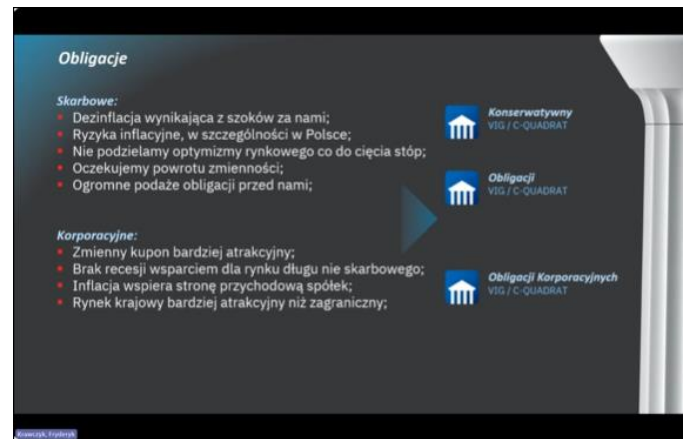 Obligacje
Skarbowe:
Dezinflacja wynikająca z szoków za nami;
Ryzyka inflacyjne, w szczególności w Polsce;
Nie podzielamy optymizmy rynkowego co do cięcia stóp;
Oczekujemy powrotu zmienności;
Ogromne podaże obligacji przed nami;
Korporacyjne:
Zmienny kupon bardziej atrakcyjny;
Brak recesji wsparciem dla rynku długu nie skarbowego;
Inflacja wspiera stronę przychodową spółek;
Rynek krajowy bardziej atrakcyjny niż zagraniczny;
Konserwatywny
VIG / C-QUADRAT
Obligacji
VIG / C-QUADRAT
Obligacji Korporacyjnych
VIG / C-QUADRAT
Krawczyk, Fryderyk